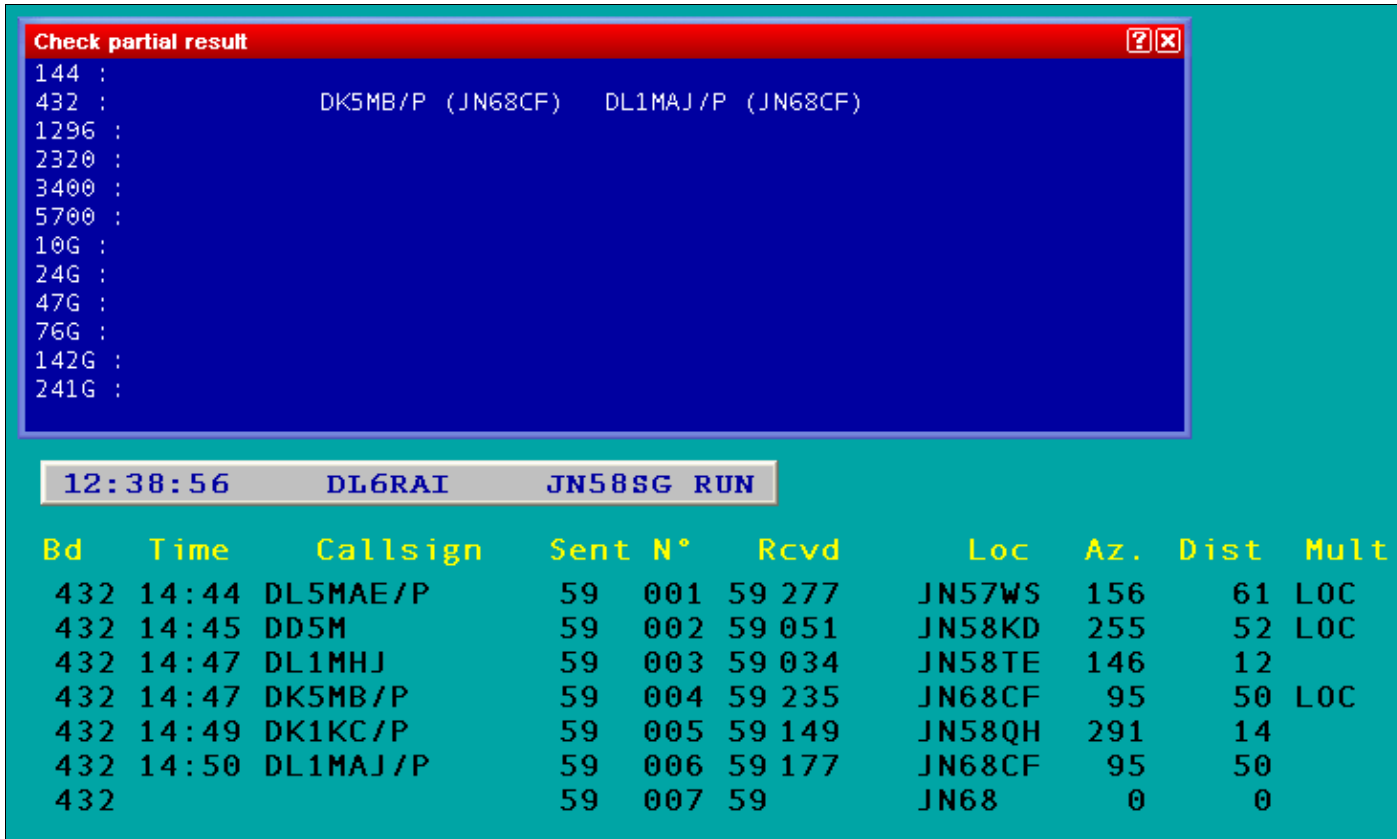 Check partial result
144 :
432 : DK5MB/P (JN68CF) DL1MAJ/P (JN68CF)
1296 :
2320 :
3400 :
5700 :
10G :
24G :
47G :
76G :
142G :
241G :
12:38:56 DL6RAI JN58SG RUN
Bd Time Callsign Sent N° Rcvd Loc Az. Dist Mult
432 14:44 DL5MAE/P 59 001 59 277 JN57WS 156 61 LOC
432 14:45 DD5M 59 002 59 051 JN58KD 255 52 LOC
432 14:47 DL1MHJ 59 003 59 034 JN58TE 146 12
432 14:47 DK5MB/P 59 004 59 235 JN68CF 95 50 LOC
432 14:49 DK1KC/P 59 005 59 149 JN58QH 291 14
432 14:50 DL1MAJ/P 59 006 59 177 JN68CF 95 50
432 59 007 59 JN68 0 0